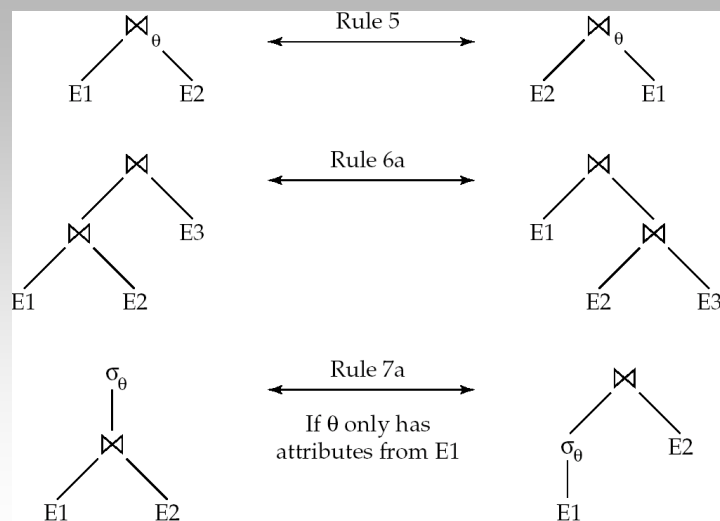 ⋈θ Rule 5 ⋈θ
E1 E2 E2 E1
⋈ Rule 6a ⋈
⋈ E3 E1 ⋈
E1 E2 E2 E3
σθ Rule 7a ⋈
If θ only has
attributes from E1
⋈ σθ E2
E1 E2 E1